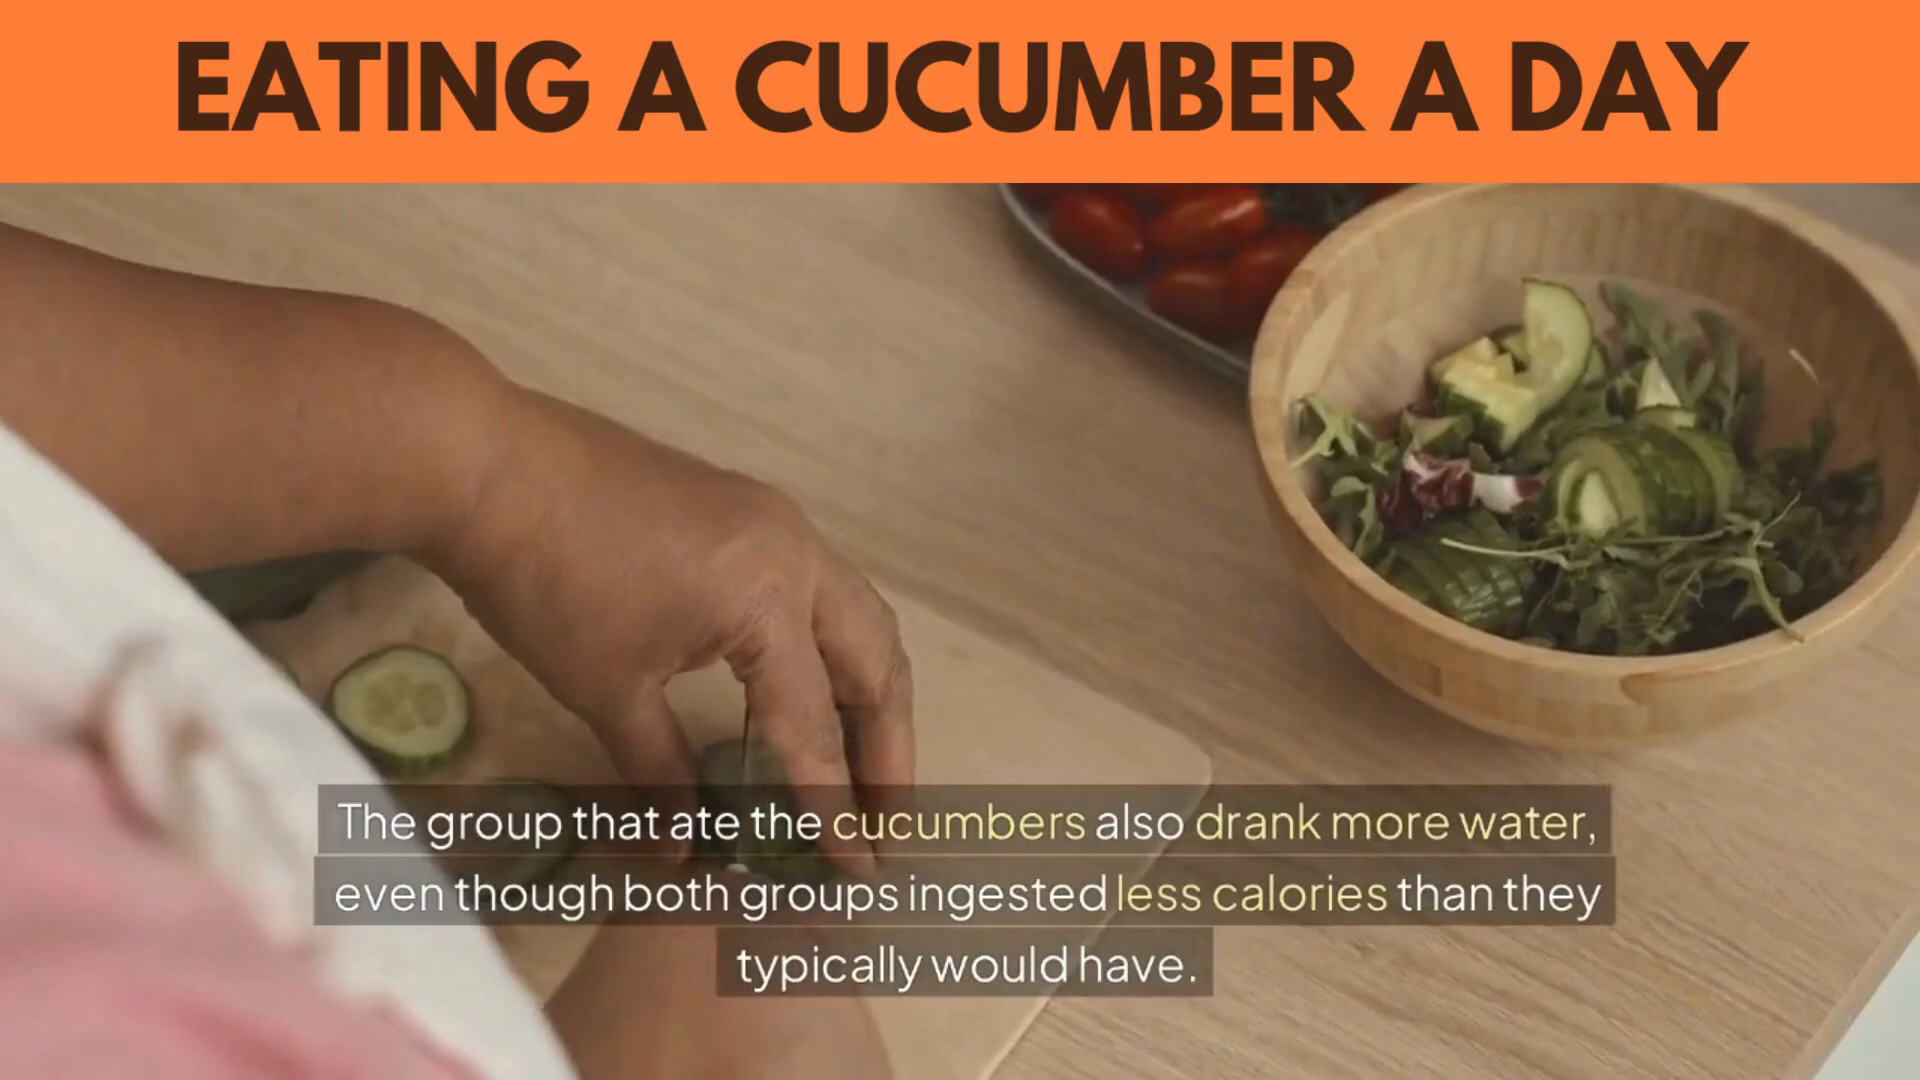 EATING A CUCUMBER A DAY
The group that ate the cucumbers also drank more water,
even though both groups ingested less calories than they
typically would have.